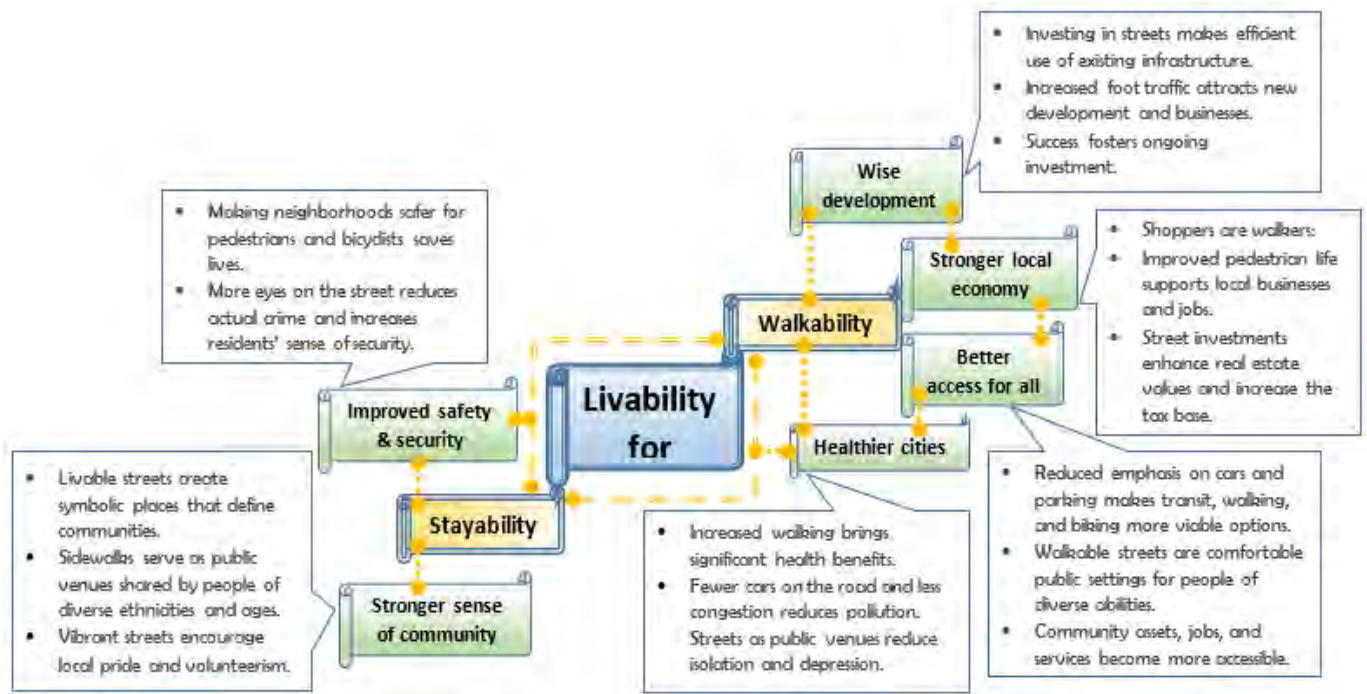 • Investing in streets makes efficient
use of existing infrastructure.
• Increased foot traffic attracts new
development and businesses.
• Success fosters ongoing
investment.
Wise
development
• Making neighborhoods safer for
pedestrians and bicyclists saves
lives.
• More eyes on the street reduces
actual crime and increases
residents' sense of security.
• Shoppers are walkers:
• Improved pedestrian life
supports local businesses
and jobs.
• Street investments
enhance real estate
values and increase the
tax base.
Stronger local
economy
Walkability
Better
access for all
Livability
for
Improved safety
& security
Healthier cities
• Livable streets create
symbolic places that define
communities.
• Sidewalks serve as public
venues shared by people of
diverse ethnicities and ages.
• Vibrant streets encourage
local pride and volunteerism.
Stayability
Stronger sense
of community
• Increased walking brings
significant health benefits.
• Fewer cars on the road and less
congestion reduces pollution.
Streets as public venues reduce
isolation and depression.
• Reduced emphasis on cars and
parking makes transit, walking,
and biking more viable options.
• Walkable streets are comfortable
public settings for people of
diverse abilities.
• Community assets, jobs, and
services become more accessible.